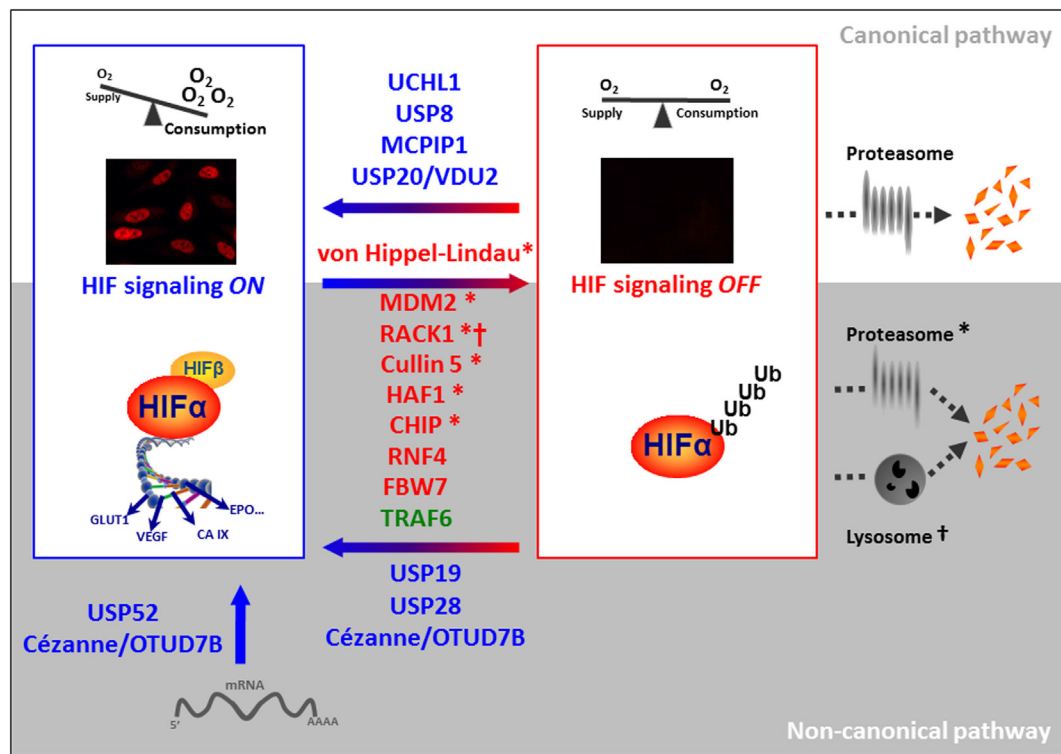 Canonical pathway
O₂
Supply
O₂
O₂ O₂
Consumption
HIF signaling ON
UCHL1
USP8
MCPIP1
USP20/VDU2
von Hippel-Lindau*
O₂
O₂
Supply
Consumption
HIF signaling OFF
Proteasome
MDM2 *
RACK1 *†
Cullin 5 *
HAF1 *
CHIP *
RNF4
FBW7
TRAF6
HIFβ
HIFα
GLUT1
VEGF
CA IX
EPO...
Ub
Ub
Ub
Ub
HIFα
Proteasome *
Lysosome †
USP19
USP28
Cézanne/OTUD7B
USP52
Cézanne/OTUD7B
mRNA
5'
AAAA
Non-canonical pathway